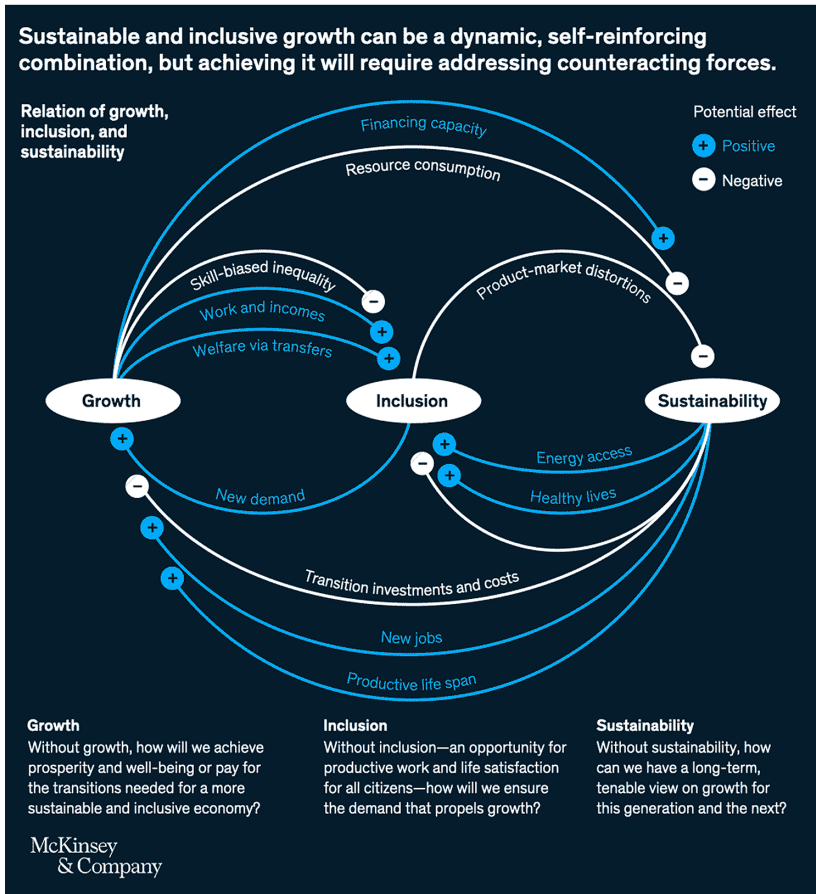 Sustainable and inclusive growth can be a dynamic, self-reinforcing
combination, but achieving it will require addressing counteracting forces.
Relation of growth,
inclusion, and
sustainability
Potential effect
+ Positive
− Negative
Financing capacity
Resource consumption
+
−
Skill-biased inequality
−
Work and incomes
+
Welfare via transfers
+
Product-market distortions
−
Growth
Inclusion
Sustainability
+
New demand
+
Energy access
−
+
Healthy lives
−
Transition investments and costs
+
New jobs
+
Productive life span
Growth
Without growth, how will we achieve
prosperity and well-being or pay for
the transitions needed for a more
sustainable and inclusive economy?
Inclusion
Without inclusion—an opportunity for
productive work and life satisfaction
for all citizens—how will we ensure
the demand that propels growth?
Sustainability
Without sustainability, how
can we have a long-term,
tenable view on growth for
this generation and the next?
McKinsey
& Company